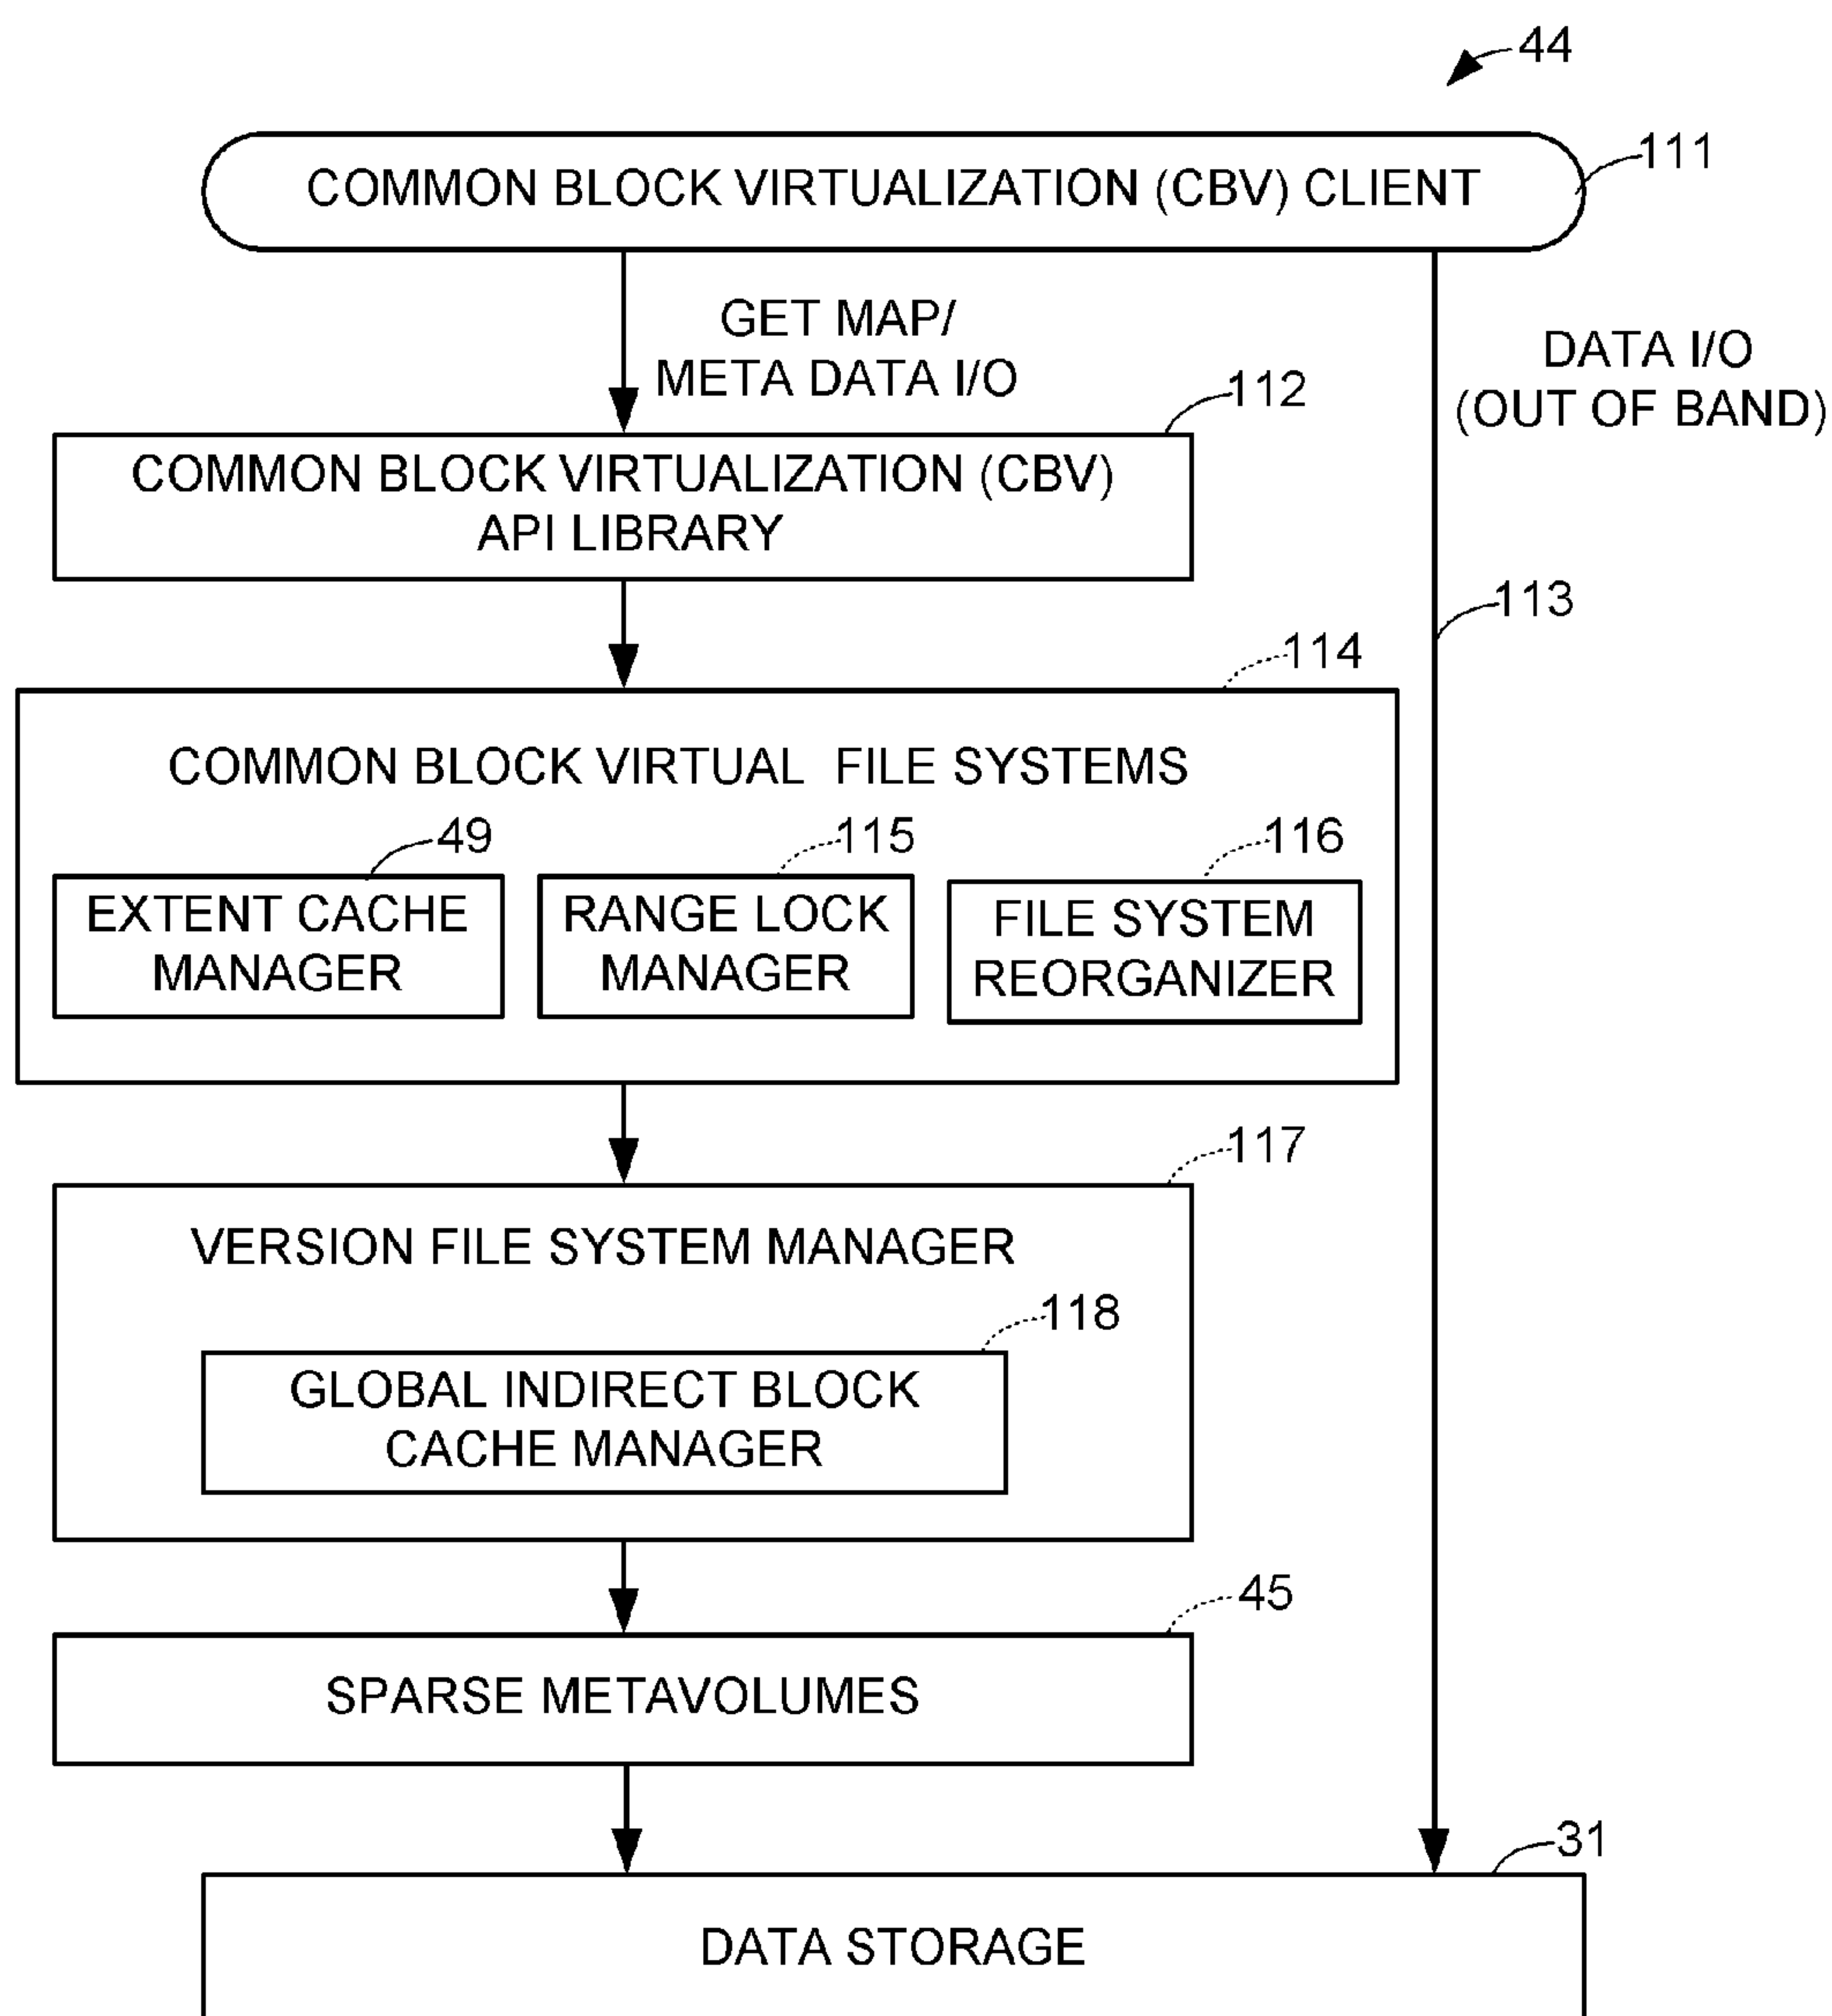 44
COMMON BLOCK VIRTUALIZATION (CBV) CLIENT
111
GET MAP/
META DATA I/O
DATA I/O
(OUT OF BAND)
112
COMMON BLOCK VIRTUALIZATION (CBV)
API LIBRARY
113
114
COMMON BLOCK VIRTUAL FILE SYSTEMS
49
115
116
EXTENT CACHE
MANAGER
RANGE LOCK
MANAGER
FILE SYSTEM
REORGANIZER
117
VERSION FILE SYSTEM MANAGER
118
GLOBAL INDIRECT BLOCK
CACHE MANAGER
45
SPARSE METAVOLUMES
31
DATA STORAGE